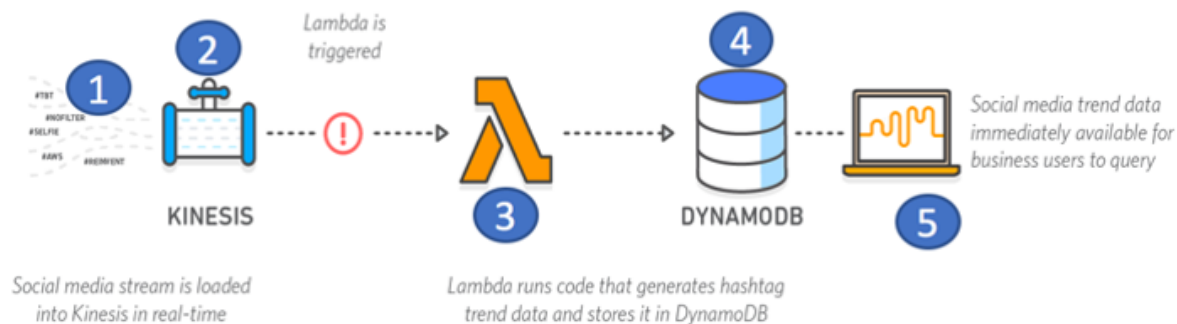 Lambda is
triggered
1
2
3
4
5
#TBT
#NOFILTER
#SELFIE
#AWS
#REINVENT
!
KINESIS
DYNAMODB
Social media trend data
immediately available for
business users to query
Social media stream is loaded
into Kinesis in real-time
Lambda runs code that generates hashtag
trend data and stores it in DynamoDB